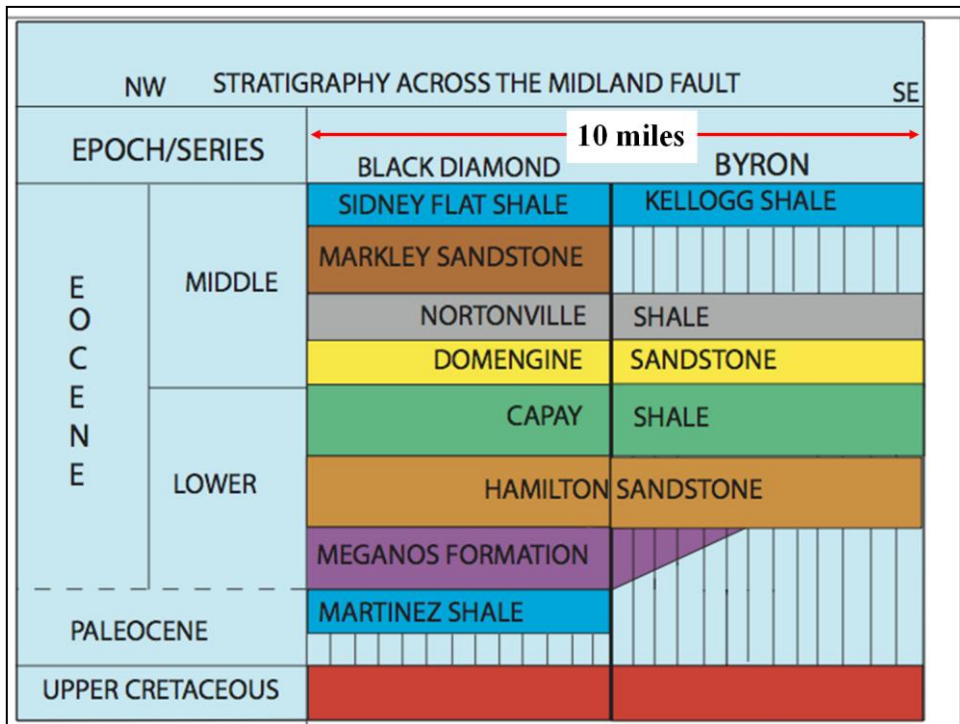 NW STRATIGRAPHY ACROSS THE MIDLAND FAULT SE
10 miles
EPOCH/SERIES
BLACK DIAMOND BYRON
SIDNEY FLAT SHALE KELLOGG SHALE
MARKLEY SANDSTONE
EOCENE
MIDDLE
NORTONVILLE SHALE
DOMENGINE SANDSTONE
CAPAY SHALE
LOWER
HAMILTON SANDSTONE
MEGANOS FORMATION
MARTINEZ SHALE
PALEOCENE
UPPER CRETACEOUS